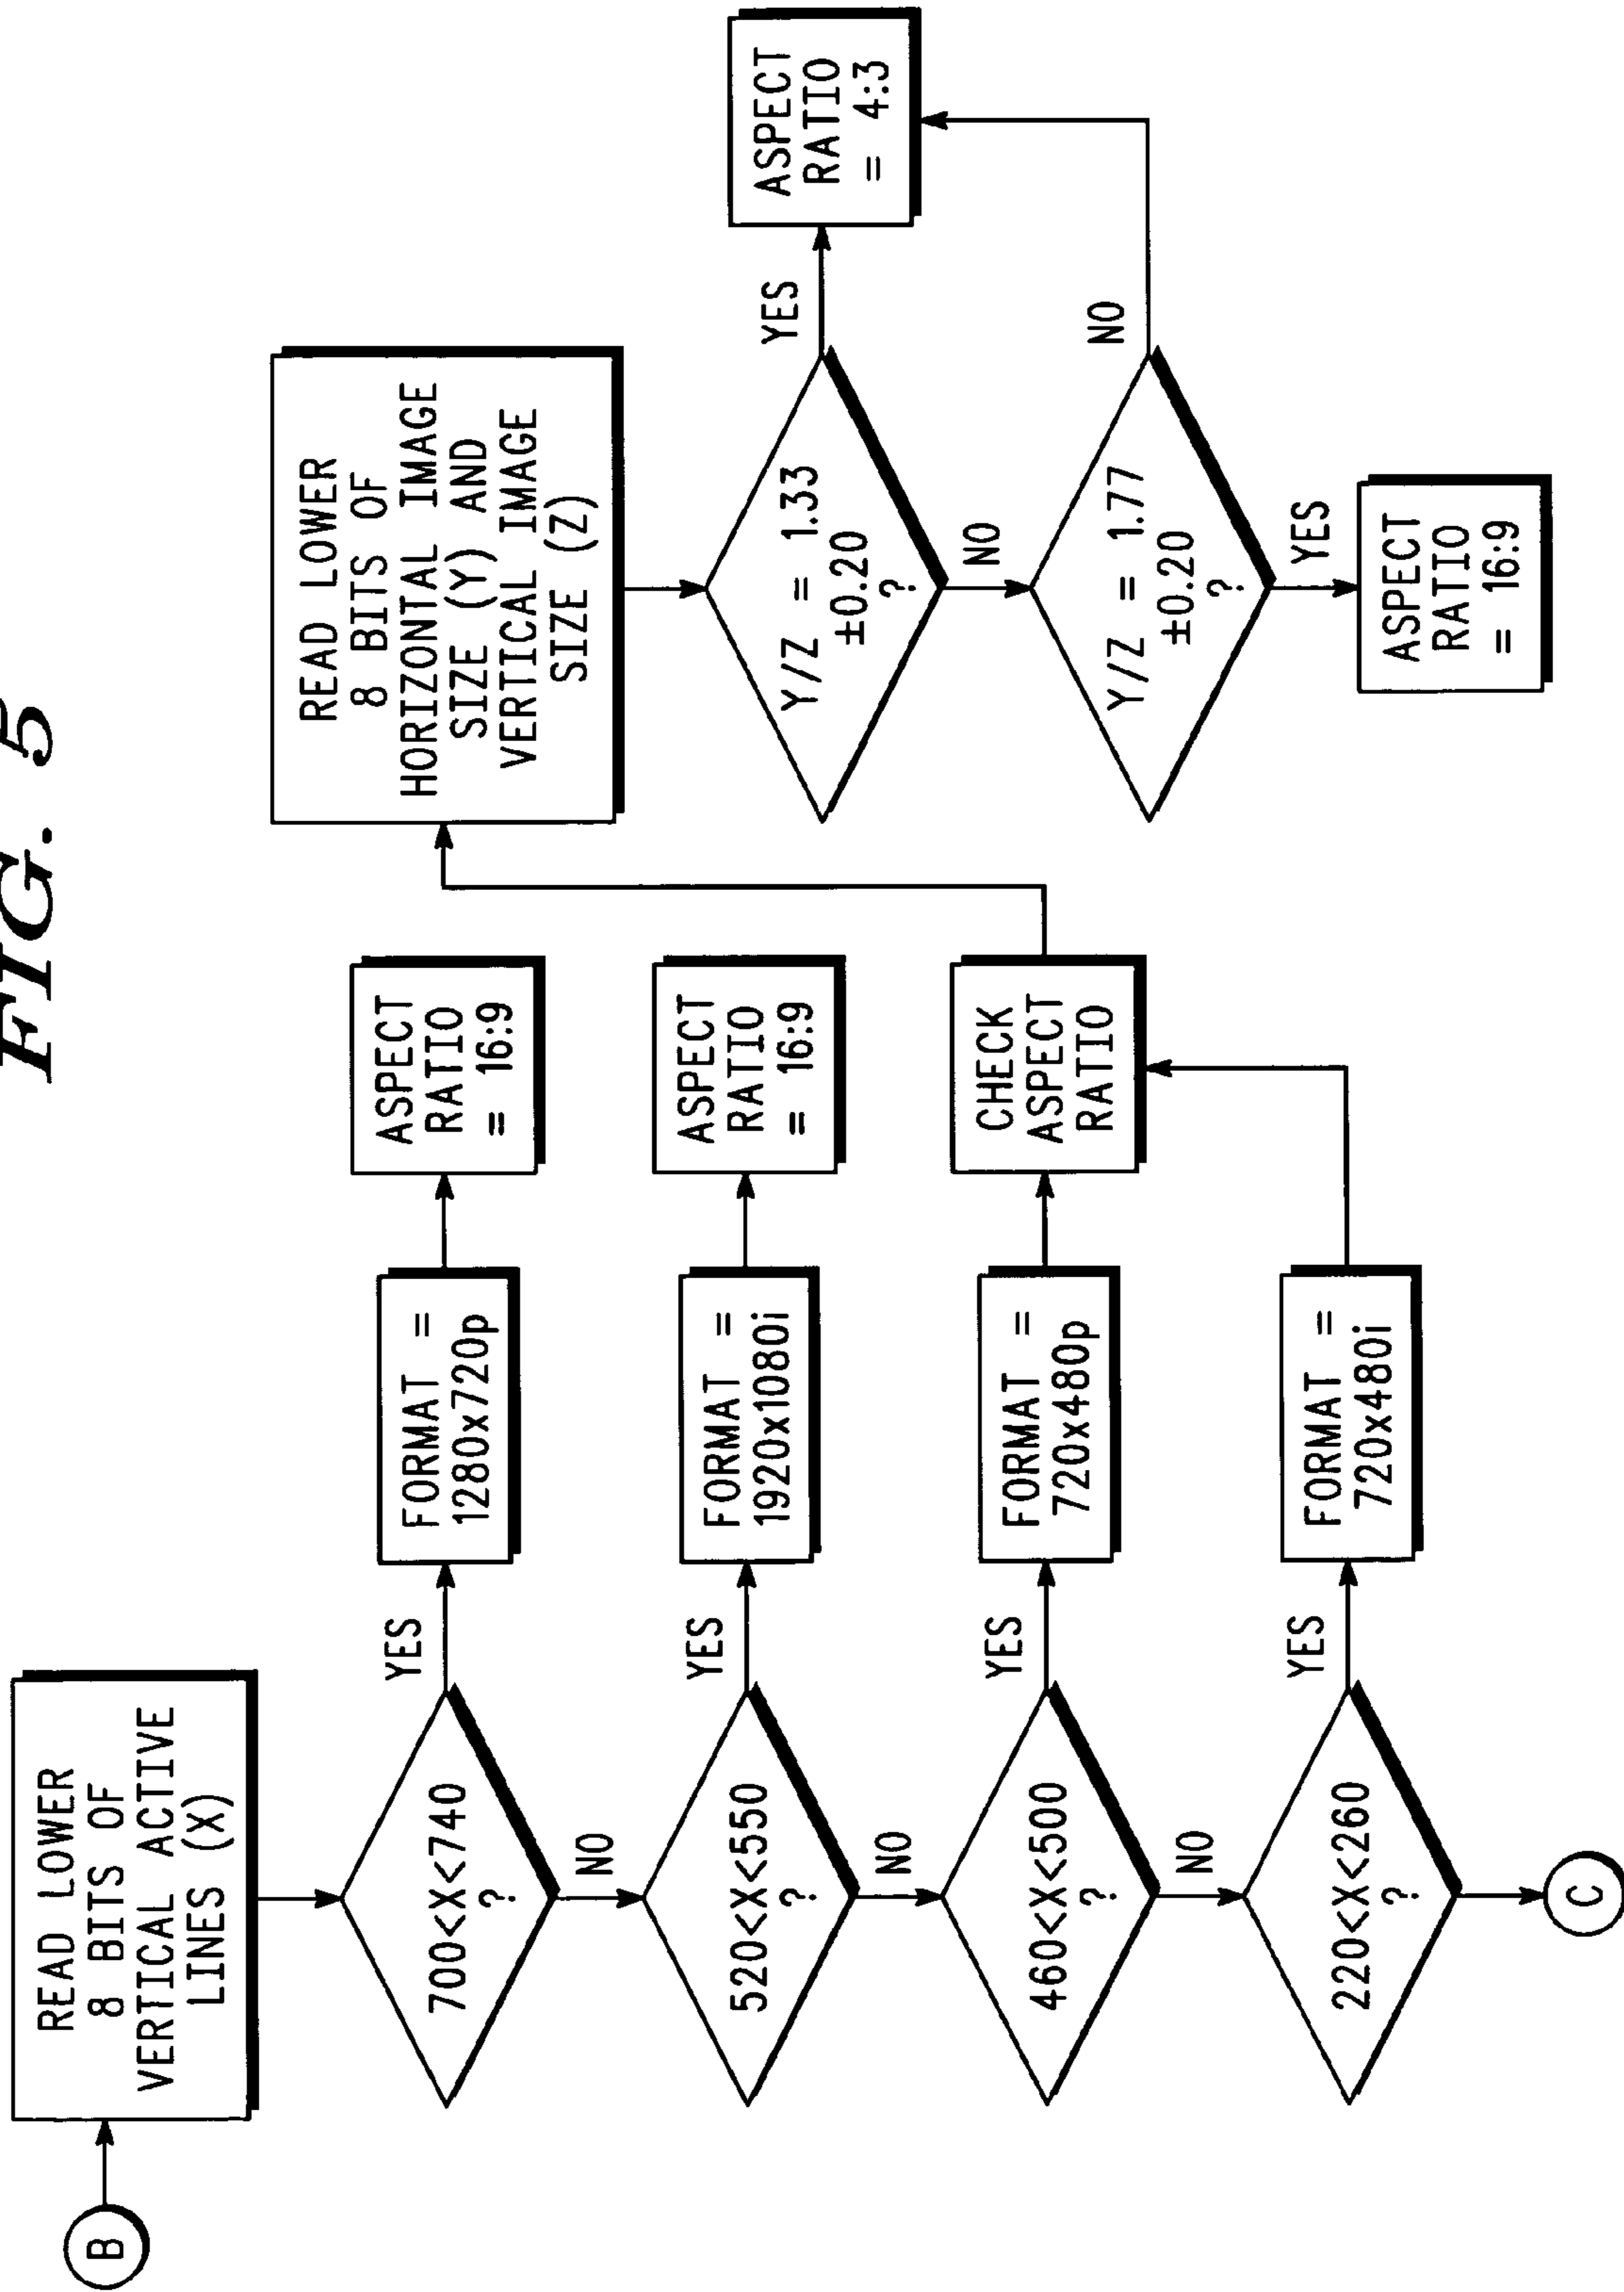 FIG. 5
B
READ LOWER
8 BITS OF
VERTICAL ACTIVE
LINES (X)
700<X<740
?
YES
FORMAT =
1280x720p
ASPECT
RATIO
= 16:9
NO
520<X<550
?
YES
FORMAT =
1920x1080i
ASPECT
RATIO
= 16:9
NO
460<X<500
?
YES
FORMAT =
720x480p
CHECK
ASPECT
RATIO
NO
220<X<260
?
YES
FORMAT =
720x480i
C
READ LOWER
8 BITS OF
HORIZONTAL IMAGE
SIZE (Y) AND
VERTICAL IMAGE
SIZE (Z)
Y/Z = 1.33
±0.20
?
YES
ASPECT
RATIO
= 4:3
NO
Y/Z = 1.77
±0.20
?
NO
YES
ASPECT
RATIO
= 16:9